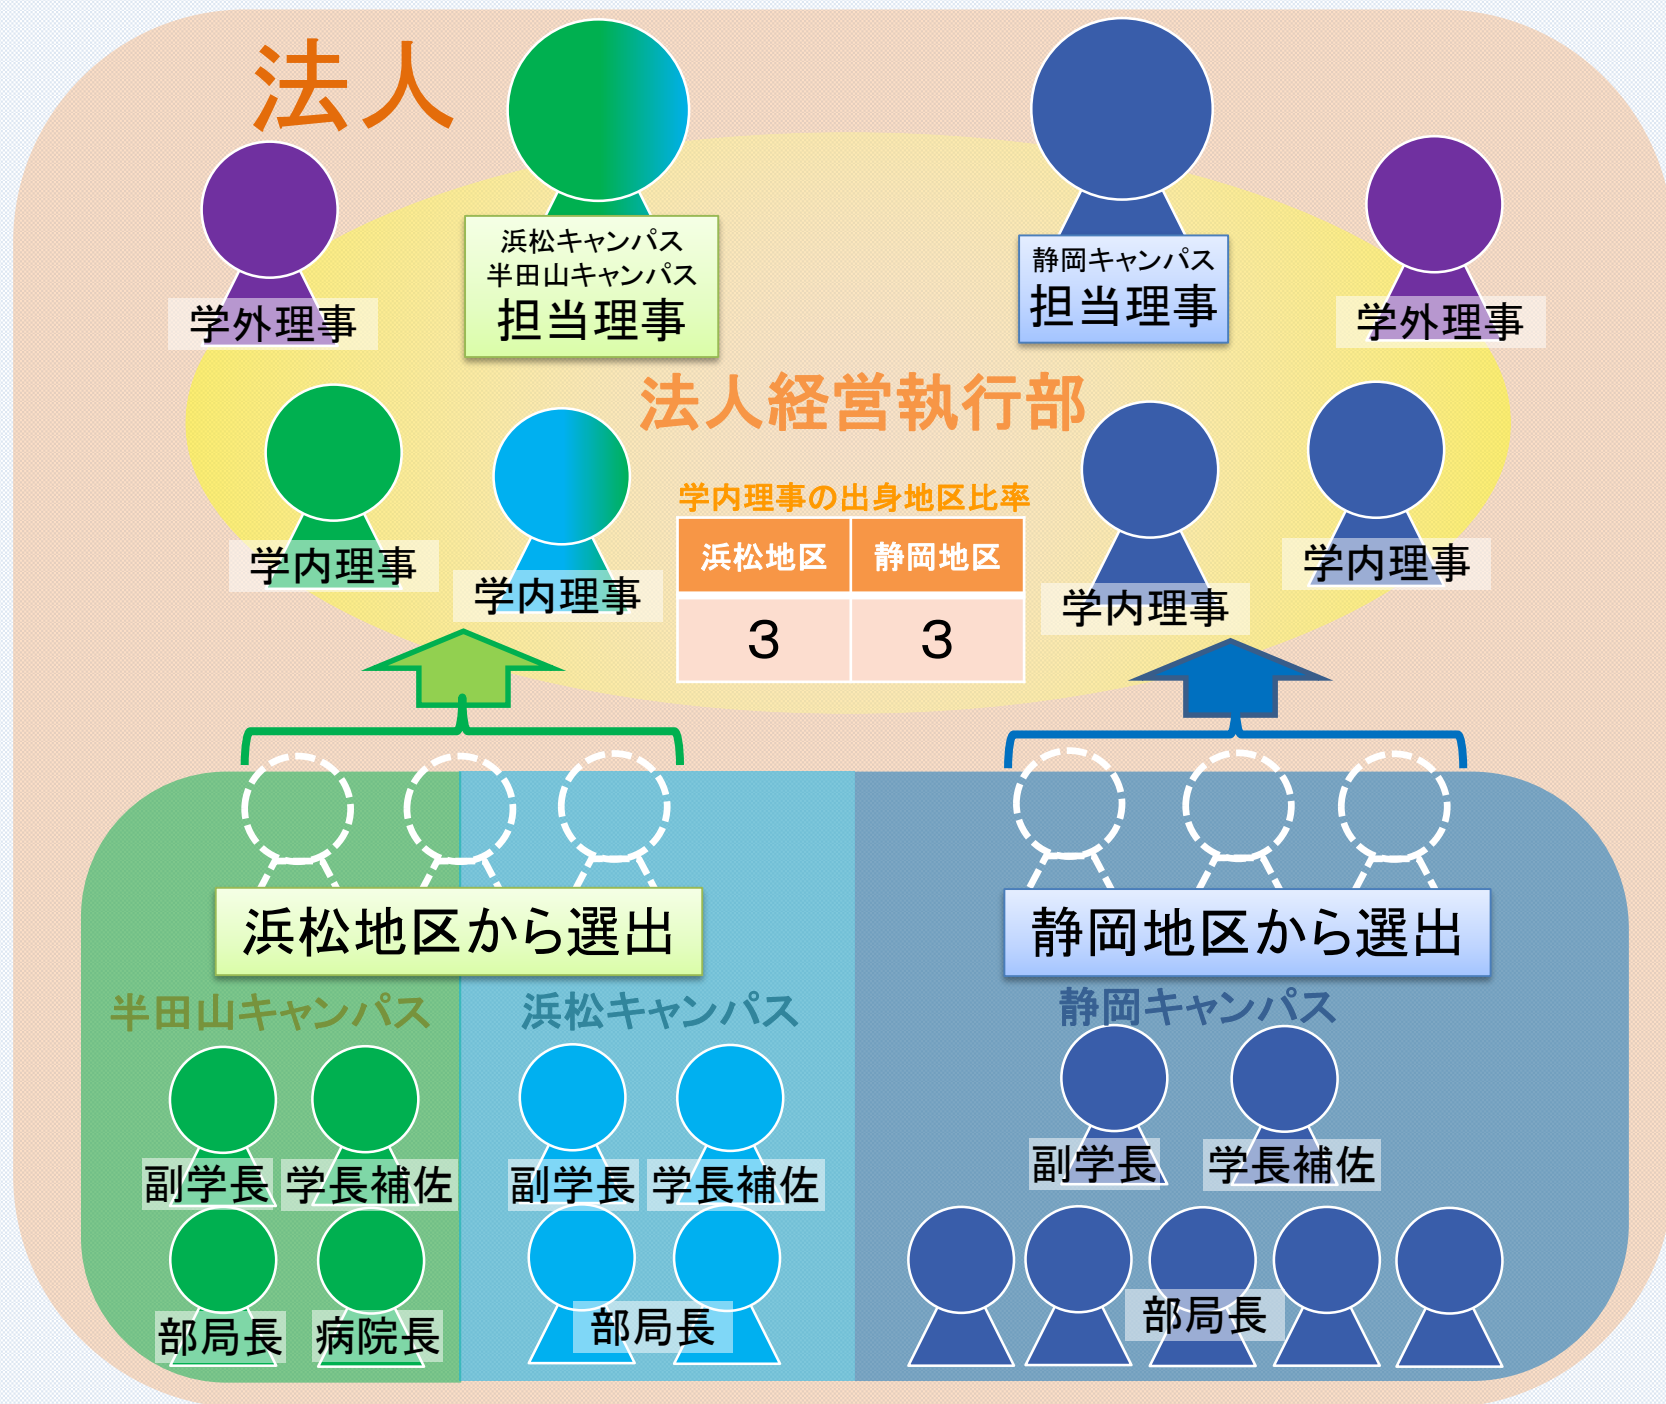 法人
浜松キャンパス
半田山キャンパス
担当理事
静岡キャンパス
担当理事
学外理事
学外理事
法人経営執行部
学内理事
学内理事
学内理事の出身地区比率
浜松地区 静岡地区
3 3
学内理事
学内理事
浜松地区から選出
静岡地区から選出
半田山キャンパス
浜松キャンパス
静岡キャンパス
副学長 学長補佐
副学長 学長補佐
副学長 学長補佐
部局長 病院長
部局長
部局長